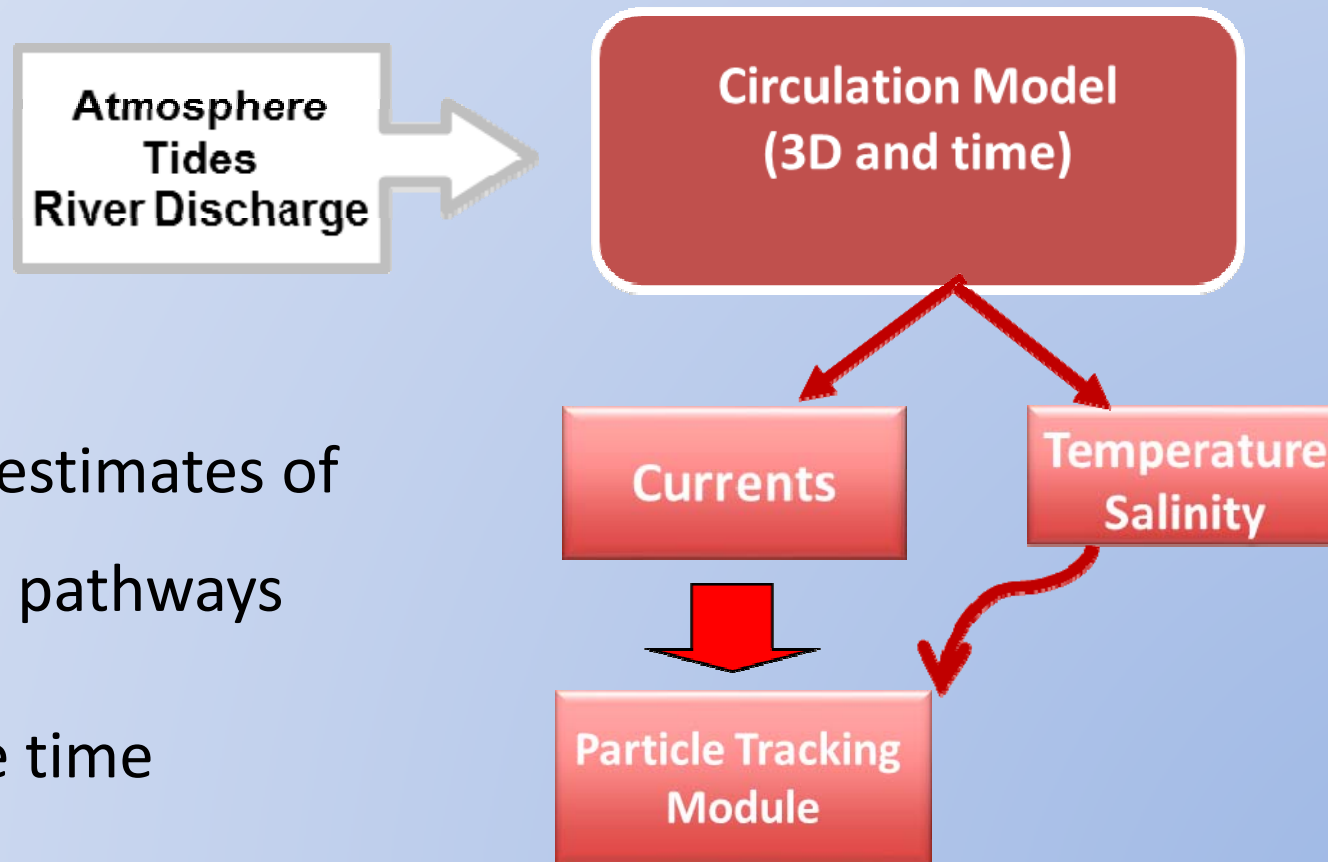 Atmosphere
Tides
River Discharge
Circulation Model
(3D and time)
estimates of
pathways
time
Currents
Temperature
Salinity
Particle Tracking
Module